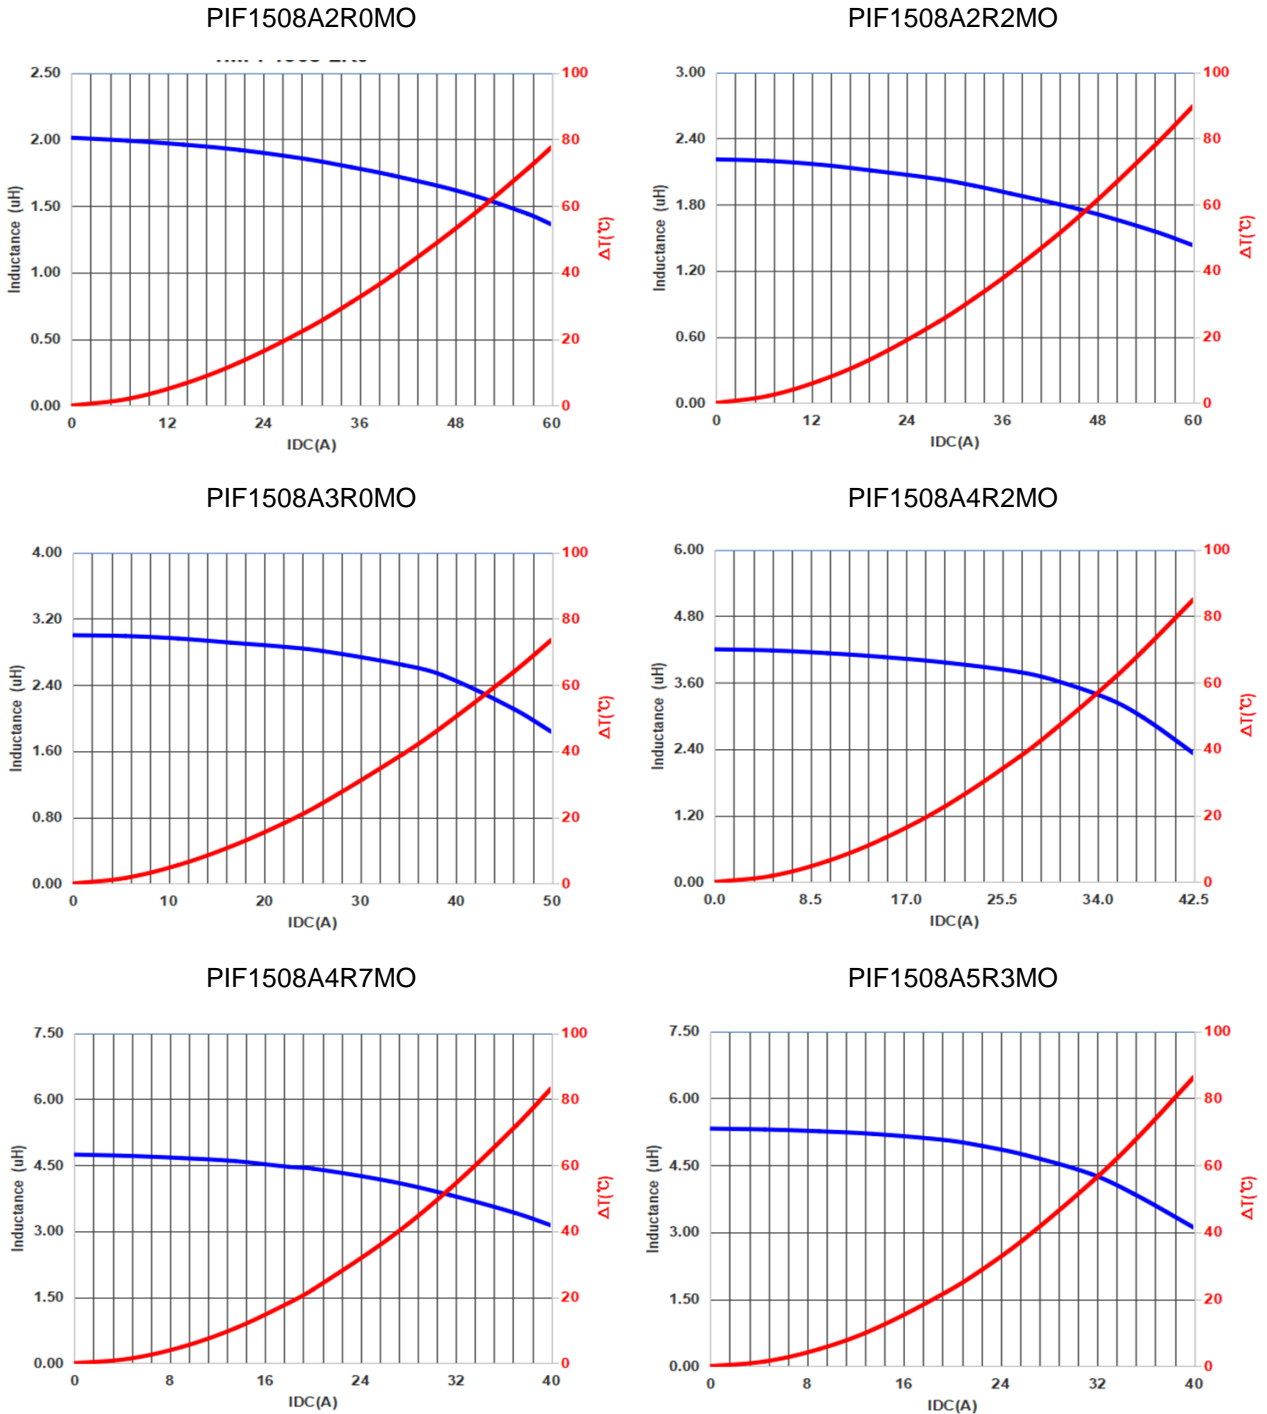 PIF1508A2R0MO
PIF1508A2R2MO
2.50
2.00
1.50
1.00
0.50
0.00
Inductance (uH)
100
80
60
40
20
0
ΔT(℃)
0 12 24 36 48 60
IDC(A)
3.00
2.40
1.80
1.20
0.60
0.00
Inductance (uH)
100
80
60
40
20
0
ΔT(℃)
0 12 24 36 48 60
IDC(A)
PIF1508A3R0MO
PIF1508A4R2MO
4.00
3.20
2.40
1.60
0.80
0.00
Inductance (uH)
100
80
60
40
20
0
ΔT(℃)
0 10 20 30 40 50
IDC(A)
6.00
4.80
3.60
2.40
1.20
0.00
Inductance (uH)
100
80
60
40
20
0
ΔT(℃)
0.0 8.5 17.0 25.5 34.0 42.5
IDC(A)
PIF1508A4R7MO
PIF1508A5R3MO
7.50
6.00
4.50
3.00
1.50
0.00
Inductance (uH)
100
80
60
40
20
0
ΔT(℃)
0 8 16 24 32 40
IDC(A)
7.50
6.00
4.50
3.00
1.50
0.00
Inductance (uH)
100
80
60
40
20
0
ΔT(℃)
0 8 16 24 32 40
IDC(A)